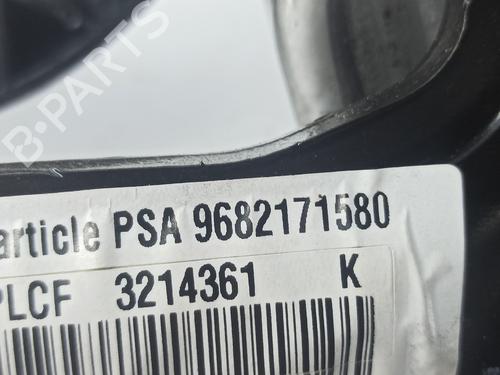 B-PARTS
article PSA 9682171580
PLCF 3214361 K